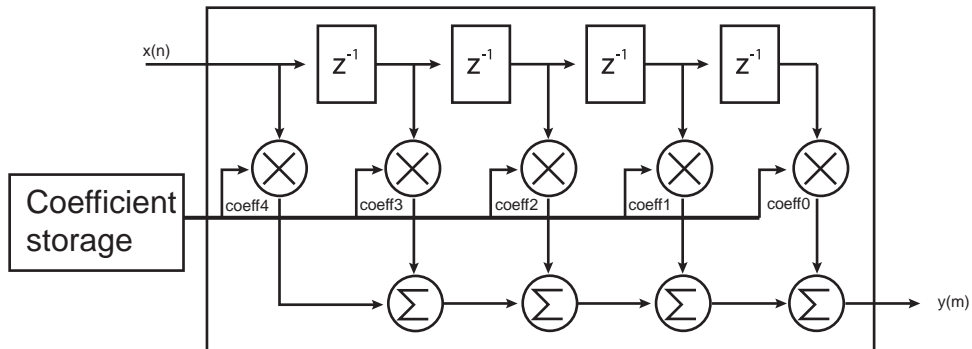 x(n)
z-1 z-1 z-1 z-1
Coefficient
storage
coeff4 coeff3 coeff2 coeff1 coeff0
Σ Σ Σ Σ
y(m)